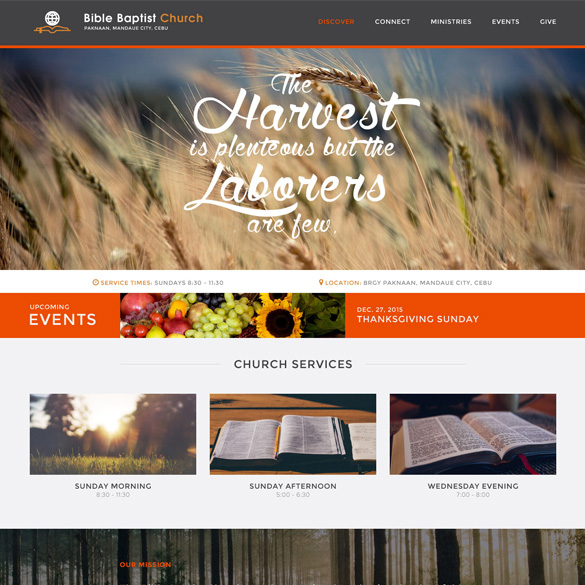 Bible Baptist Church
PAKNAAN, MANDAUE CITY, CEBU
DISCOVER CONNECT MINISTRIES EVENTS GIVE
The
Harvest
is plenteous but the
Laborers
are few.
SERVICE TIMES: SUNDAYS 8:30 - 11:30
LOCATION: BRGY PAKNAAN, MANDAUE CITY, CEBU
UPCOMING
EVENTS
DEC. 27, 2015
THANKSGIVING SUNDAY
CHURCH SERVICES
SUNDAY MORNING
8:30 - 11:30
SUNDAY AFTERNOON
5:00 - 6:30
WEDNESDAY EVENING
7:00 - 8:00
OUR MISSION